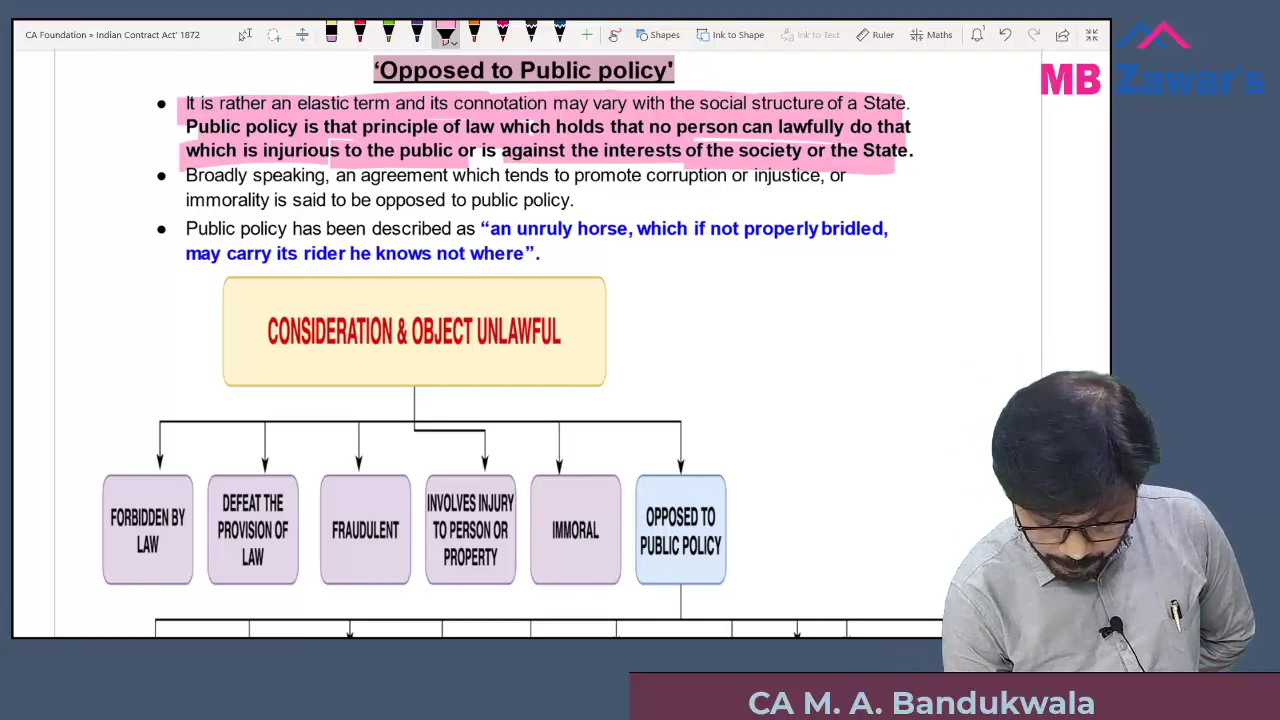 CA Foundation » Indian Contract Act' 1872
Shapes
Ink to Shape
Ink to Text
Ruler
Maths
MB Zawar's
‘Opposed to Public policy'
● It is rather an elastic term and its connotation may vary with the social structure of a State.
Public policy is that principle of law which holds that no person can lawfully do that
which is injurious to the public or is against the interests of the society or the State.
● Broadly speaking, an agreement which tends to promote corruption or injustice, or
immorality is said to be opposed to public policy.
● Public policy has been described as “an unruly horse, which if not properly bridled,
may carry its rider he knows not where”.
CONSIDERATION & OBJECT UNLAWFUL
FORBIDDEN BY
LAW
DEFEAT THE
PROVISION OF
LAW
FRAUDULENT
INVOLVES INJURY
TO PERSON OR
PROPERTY
IMMORAL
OPPOSED TO
PUBLIC POLICY
CA M. A. Bandukwala